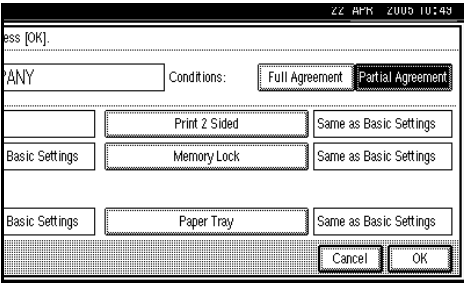 22 APR 2005 10:49
ess [OK].
PANY Conditions: Full Agreement Partial Agreement
Print 2 Sided Same as Basic Settings
Basic Settings Memory Lock Same as Basic Settings
Basic Settings Paper Tray Same as Basic Settings
Cancel OK